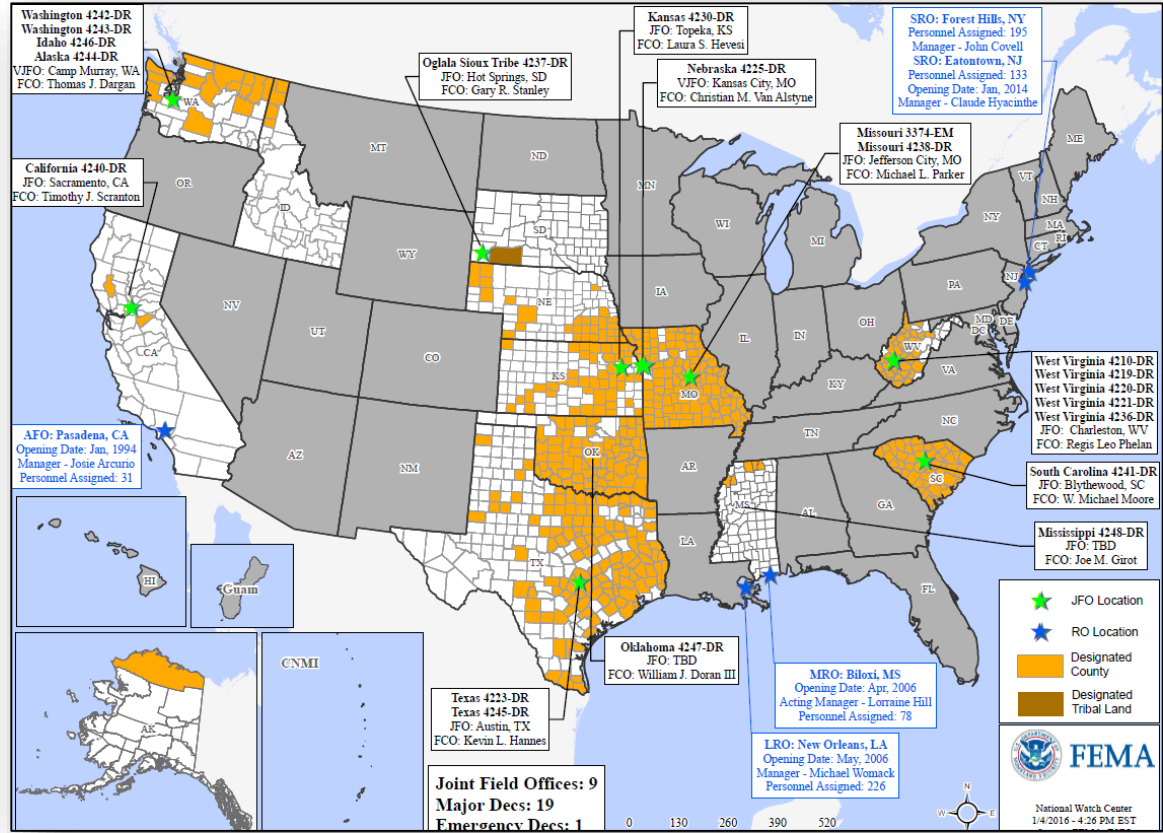 Washington 4242-DR
Washington 4243-DR
Idaho 4246-DR
Alaska 4244-DR
VJFO: Camp Murray, WA
FCO: Thomas J. Dargan
Oglala Sioux Tribe 4237-DR
JFO: Hot Springs, SD
FCO: Gary R. Stanley
Kansas 4230-DR
JFO: Topeka, KS
FCO: Laura S. Hevesi
Nebraska 4225-DR
VJFO: Kansas City, MO
FCO: Christian M. Van Alstyne
SRO: Forest Hills, NY
Personnel Assigned: 195
Manager - John Covell
SRO: Eatontown, NJ
Personnel Assigned: 133
Opening Date: Jan, 2014
Manager - Claude Hyacinthe
Missouri 3374-EM
Missouri 4238-DR
JFO: Jefferson City, MO
FCO: Michael L. Parker
California 4240-DR
JFO: Sacramento, CA
FCO: Timothy J. Scranton
WA
MT
ND
MN
ME
OR
ID
SD
WI
MI
VT
NH
NY
MA
CT
RI
WY
NE
IA
PA
NJ
NV
UT
CO
IL
IN
OH
MD
DE
DC
WV
VA
CA
KS
MO
KY
NC
TN
AZ
NM
OK
AR
SC
MS
AL
GA
TX
LA
FL
West Virginia 4210-DR
West Virginia 4219-DR
West Virginia 4220-DR
West Virginia 4221-DR
West Virginia 4236-DR
JFO: Charleston, WV
FCO: Regis Leo Phelan
AFO: Pasadena, CA
Opening Date: Jan, 1994
Manager - Josie Arcurio
Personnel Assigned: 31
South Carolina 4241-DR
JFO: Blythewood, SC
FCO: W. Michael Moore
Mississippi 4248-DR
JFO: TBD
FCO: Joe M. Girot
HI
Guam
CNMI
AK
Oklahoma 4247-DR
JFO: TBD
FCO: William J. Doran III
Texas 4223-DR
Texas 4245-DR
JFO: Austin, TX
FCO: Kevin L. Hannes
MRO: Biloxi, MS
Opening Date: Apr, 2006
Acting Manager - Lorraine Hill
Personnel Assigned: 78
LRO: New Orleans, LA
Opening Date: May, 2006
Manager - Michael Womack
Personnel Assigned: 226
JFO Location
RO Location
Designated
County
Designated
Tribal Land
Joint Field Offices: 9
Major Decs: 19
Emergency Decs: 1
0 130 260 390 520
N
W
E
S
FEMA
National Watch Center
1/4/2016 - 4:26 PM EST